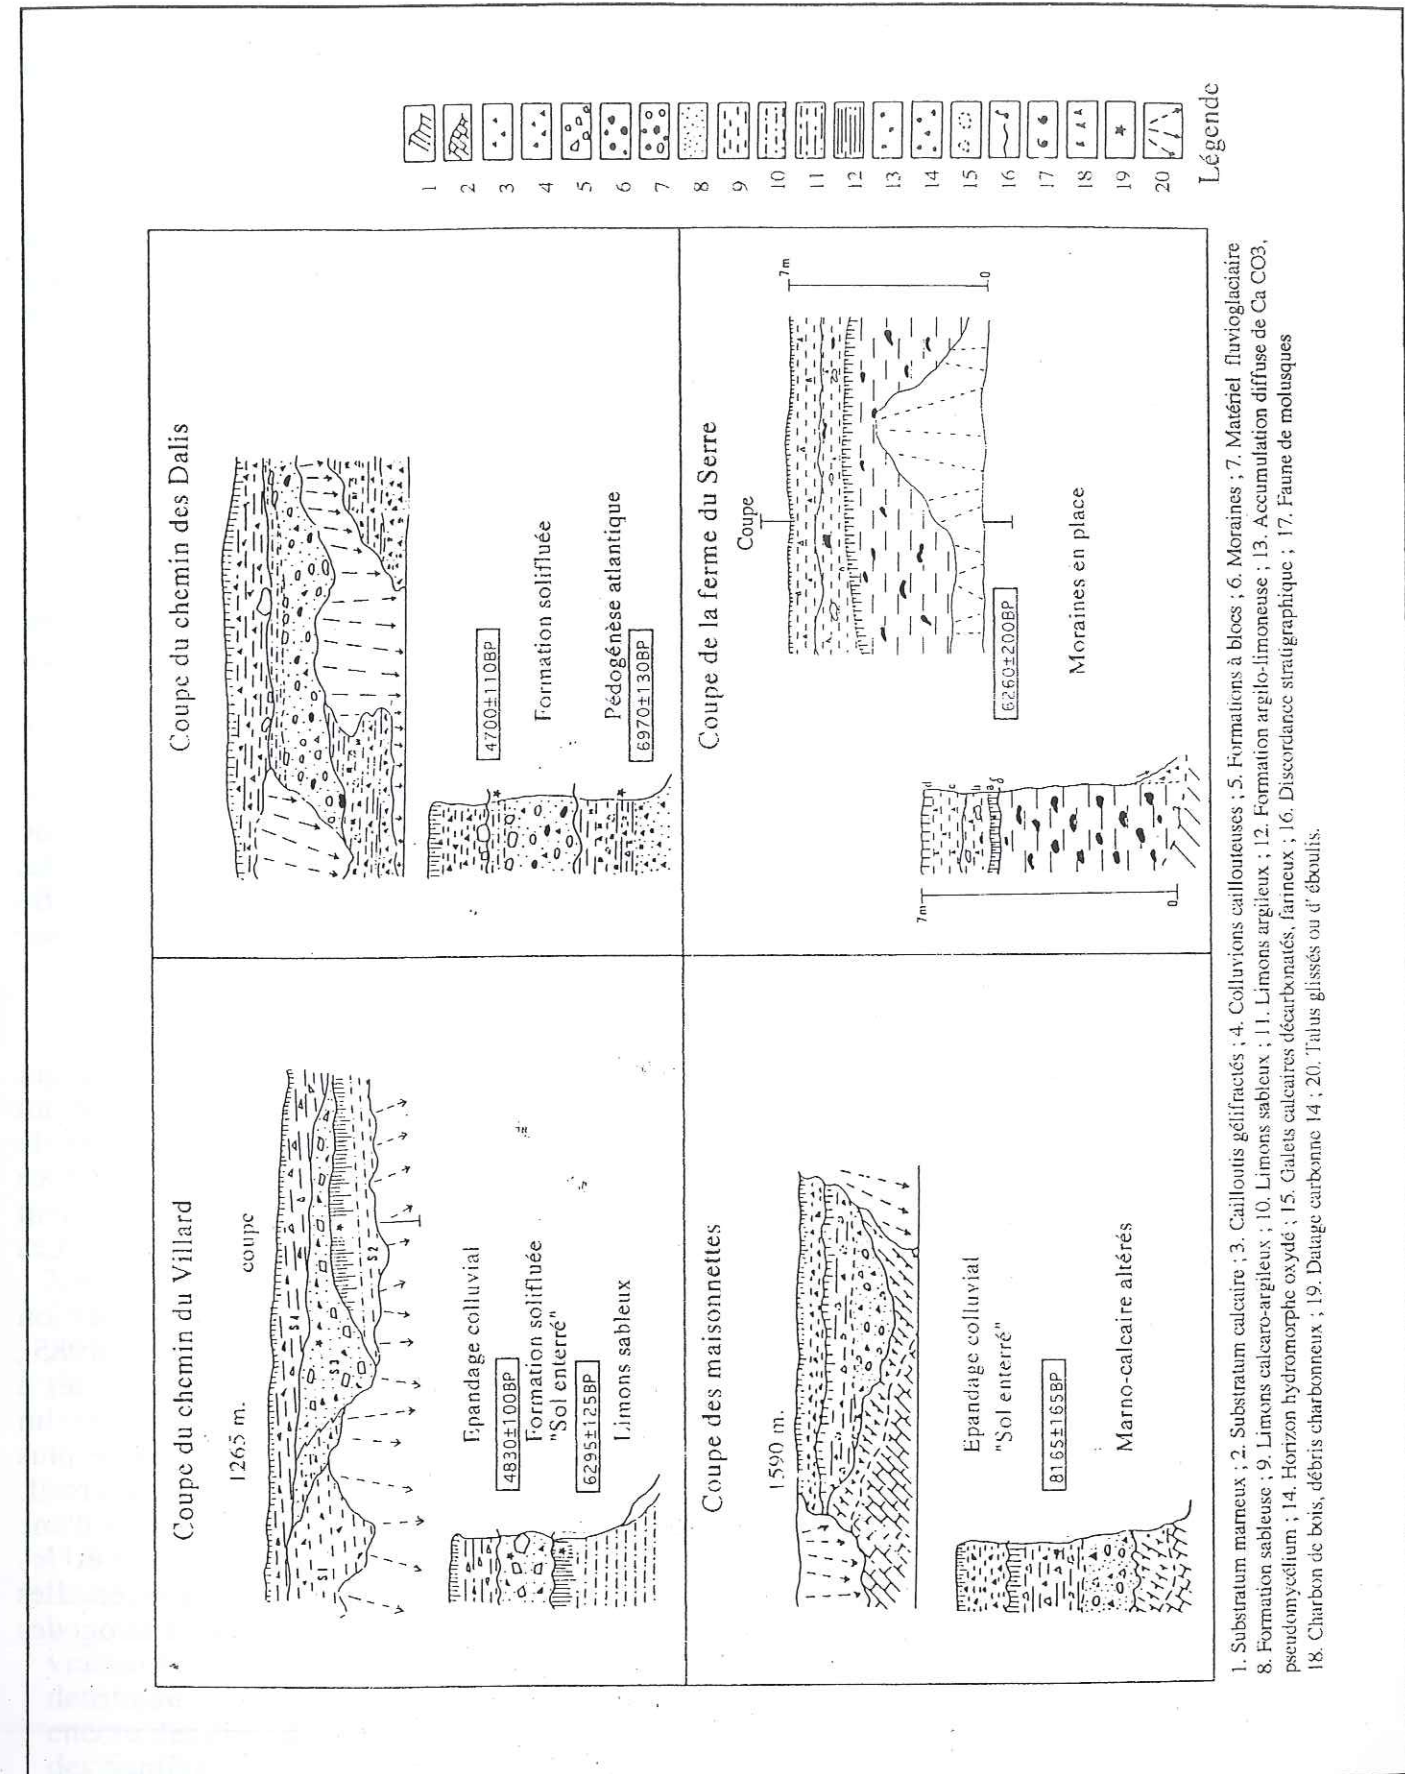 Coupe du chemin du Villard
1265 m.
coupe
S1
S2
S3
S4
Epandage colluvial
4830±100BP
Formation solifluée
"Sol enterré"
6295±125BP
Limons sableux
Coupe du chemin des Dalis
4700±110BP
Formation solifluée
Pédogénèse atlantique
6970±130BP
Coupe des maisonnettes
1590 m.
Epandage colluvial
"Sol enterré"
8165±165BP
Marno-calcaire altérés
Coupe de la ferme du Serre
Coupe
7m
0
7m
0
d
c
b
a
6260±200BP
Moraines en place
1
2
3
4
5
6
7
8
9
10
11
12
13
14
15
16
17
18
19
20
Légende
1. Substratum marneux ; 2. Substratum calcaire ; 3. Cailloutis gélifractés ; 4. Colluvions caillouteuses ; 5. Formations à blocs ; 6. Moraines ; 7. Matériel fluvioglaciaire
8. Formation sableuse ; 9. Limons calcaro-argileux ; 10. Limons sableux ; 11. Limons argileux ; 12. Formation argilo-limoneuse ; 13. Accumulation diffuse de Ca CO3,
pseudomycélium ; 14. Horizon hydromorphe oxydé ; 15. Galets calcaires décarbonatés, farineux ; 16. Discordance stratigraphique ; 17. Faune de molusques
18. Charbon de bois, débris charbonneux ; 19. Datage carbonne 14 ; 20. Talus glissés ou d' éboulis.